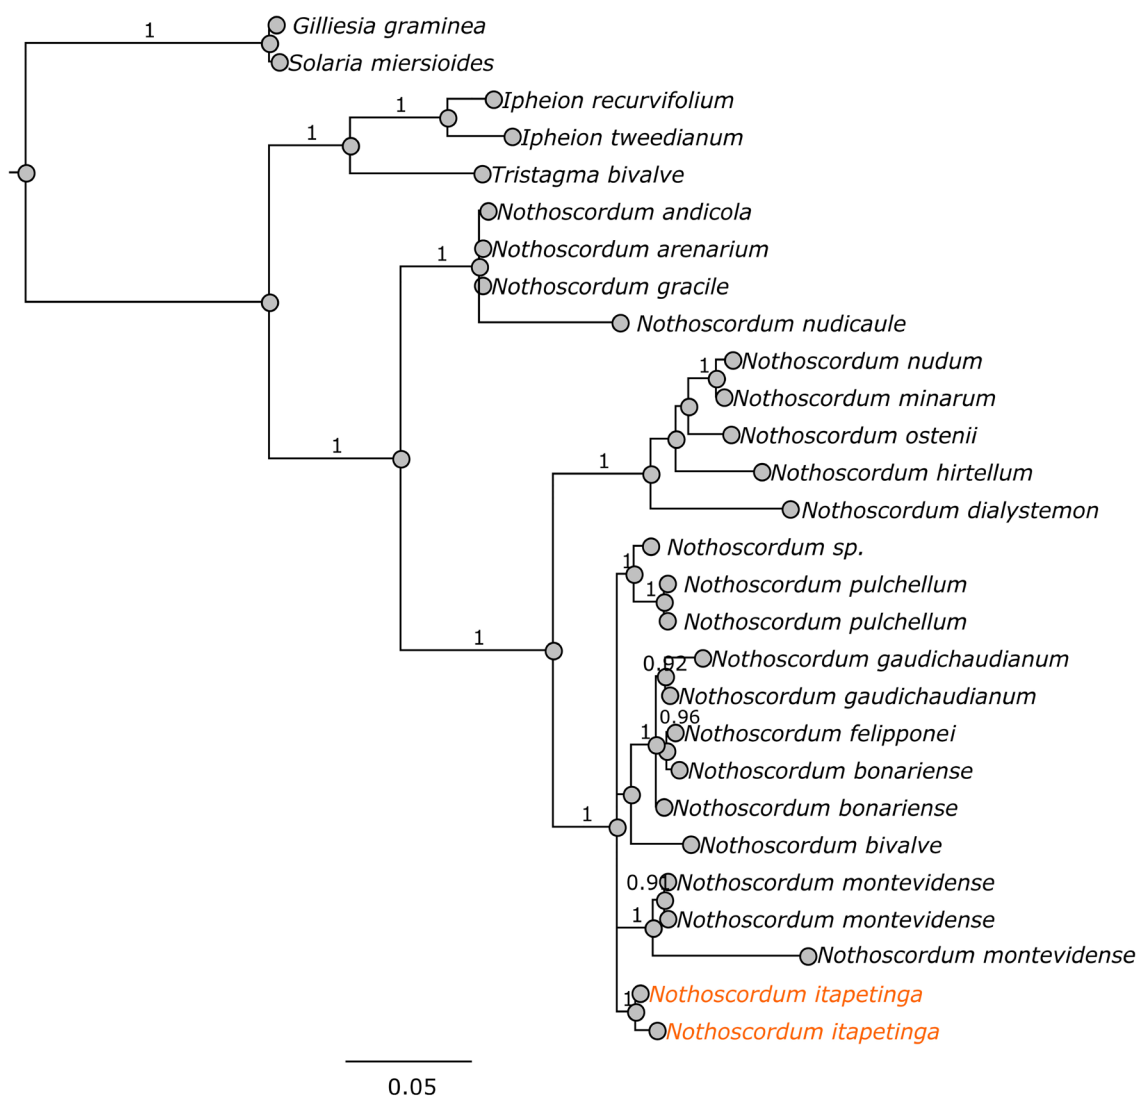 1
Gilliesia graminea
Solaria miersioides
1
Ipheion recurvifolium
1
Ipheion tweedianum
Tristagma bivalve
Nothoscordum andicola
1
Nothoscordum arenarium
Nothoscordum gracile
Nothoscordum nudicaule
1
Nothoscordum nudum
Nothoscordum minarum
1
Nothoscordum ostenii
1
Nothoscordum hirtellum
Nothoscordum dialystemon
Nothoscordum sp.
1
1
Nothoscordum pulchellum
Nothoscordum pulchellum
1
Nothoscordum gaudichaudianum
0.92
Nothoscordum gaudichaudianum
0.96
1
Nothoscordum felipponei
Nothoscordum bonariense
Nothoscordum bonariense
1
Nothoscordum bivalve
0.91
Nothoscordum montevidense
1
Nothoscordum montevidense
Nothoscordum montevidense
1
Nothoscordum itapetinga
Nothoscordum itapetinga
0.05